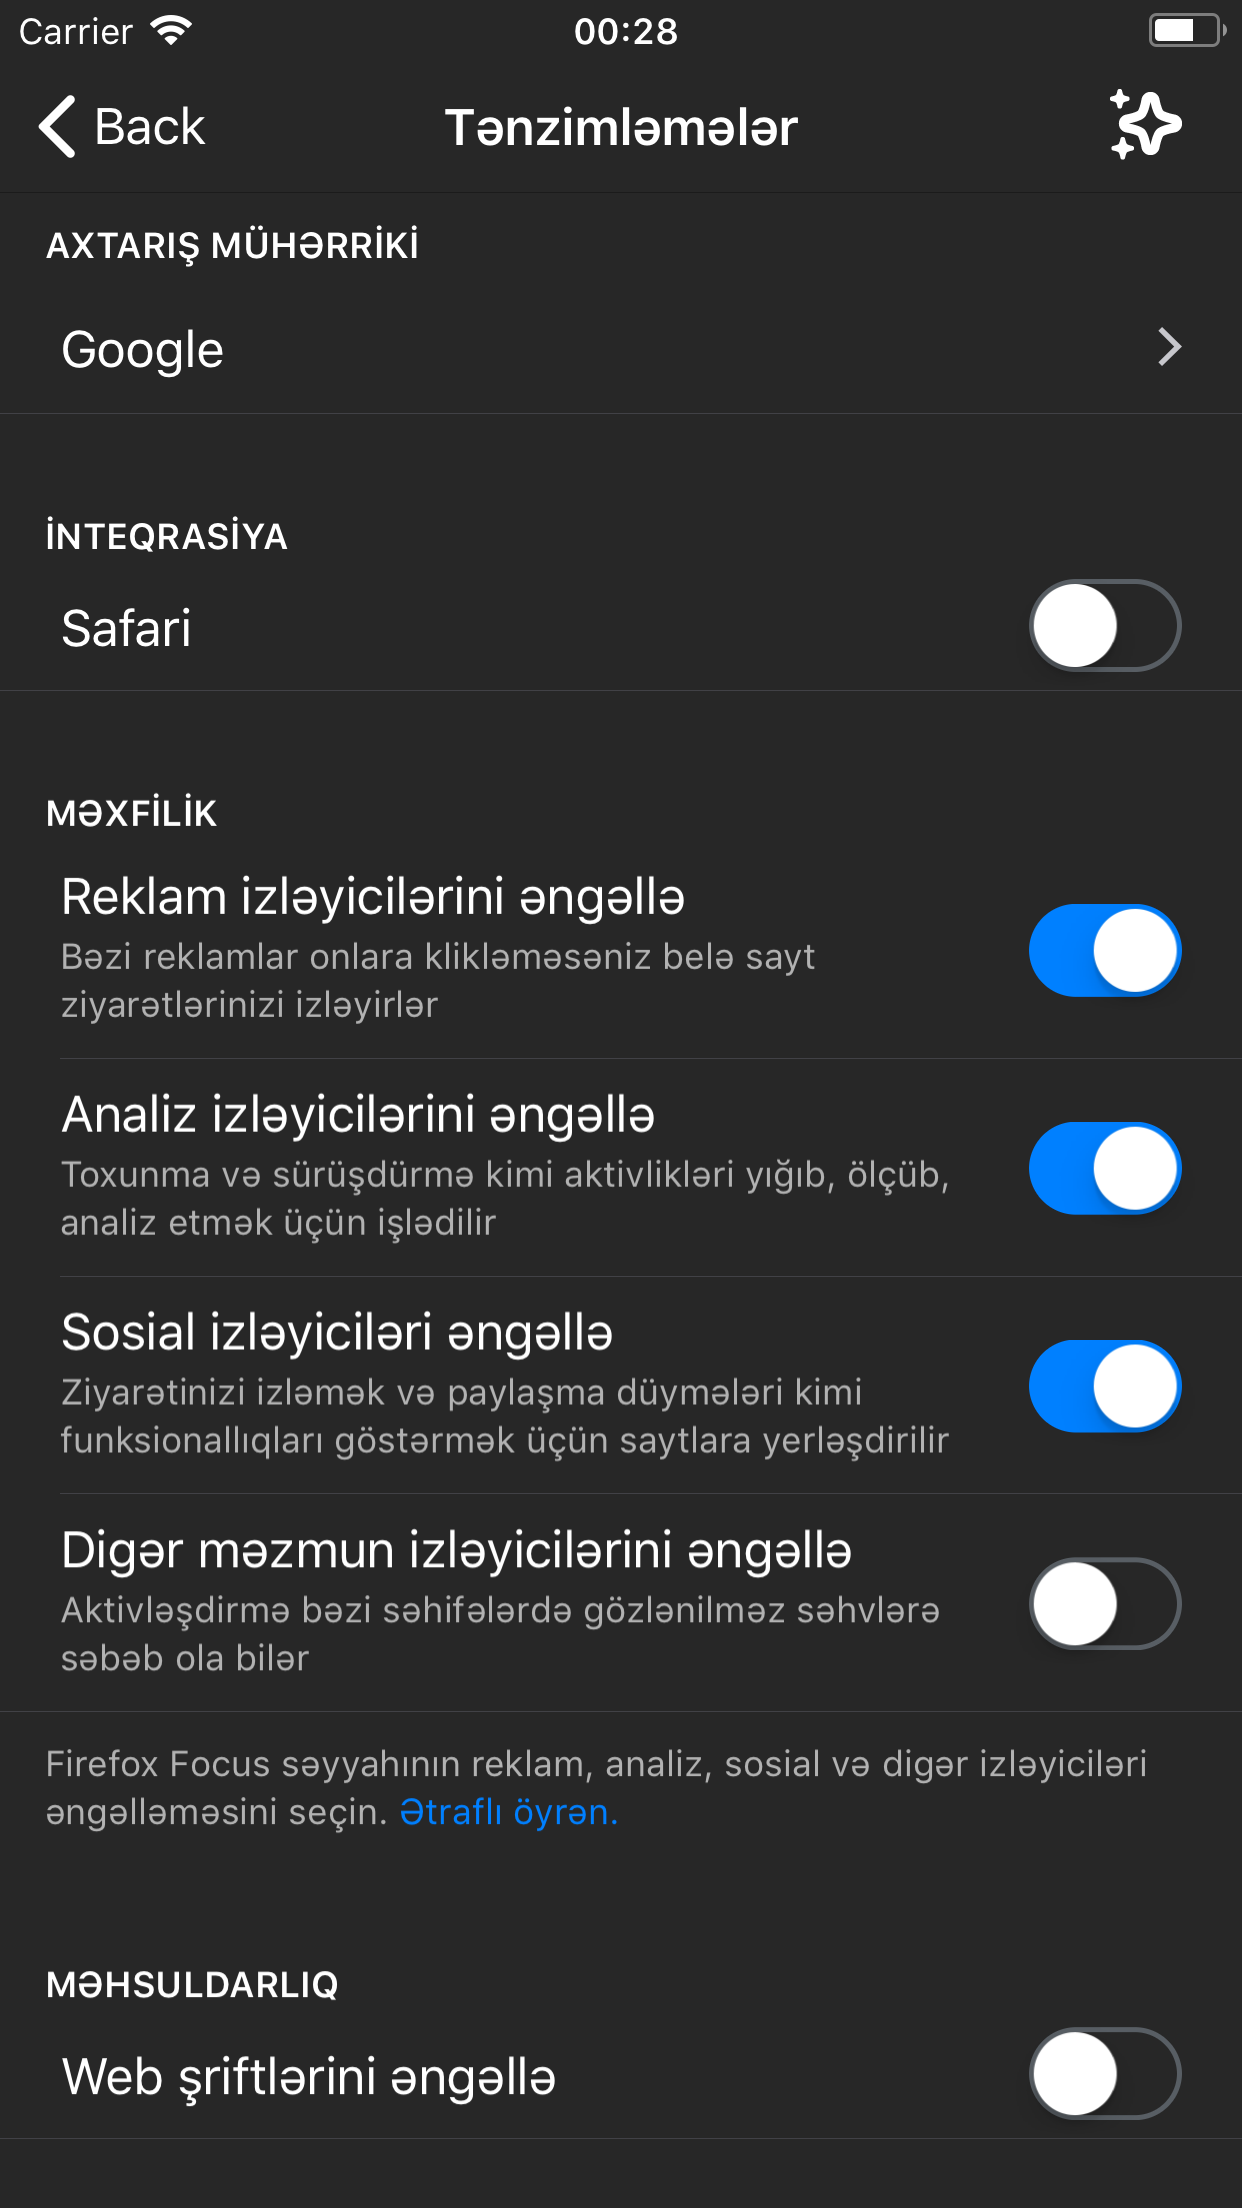 Carrier 00:28
Back Tənzimləmələr
AXTARIŞ MÜHƏRRİKİ
Google
İNTEQRASİYA
Safari
MƏXFİLİK
Reklam izləyicilərini əngəllə
Bəzi reklamlar onlara klikləməsəniz belə sayt
ziyarətlərinizi izləyirlər
Analiz izləyicilərini əngəllə
Toxunma və sürüşdürmə kimi aktivlikləri yığıb, ölçüb,
analiz etmək üçün işlədilir
Sosial izləyiciləri əngəllə
Ziyarətinizi izləmək və paylaşma düymələri kimi
funksionallıqları göstərmək üçün saytlara yerləşdirilir
Digər məzmun izləyicilərini əngəllə
Aktivləşdirmə bəzi səhifələrdə gözlənilməz səhvlərə
səbəb ola bilər
Firefox Focus səyyahının reklam, analiz, sosial və digər izləyiciləri
əngəlləməsini seçin. Ətraflı öyrən.
MƏHSULDARLIQ
Web şriftlərini əngəllə